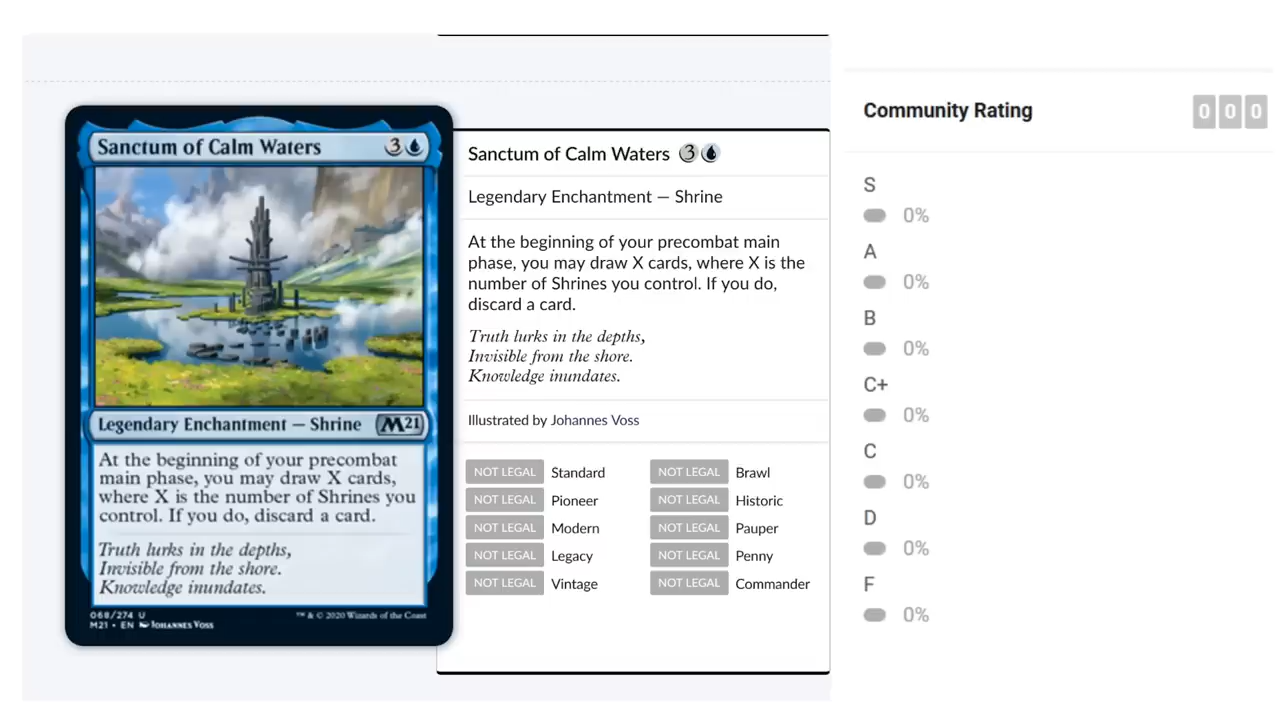 Sanctum of Calm Waters 3
Legendary Enchantment — Shrine M21
At the beginning of your precombat
main phase, you may draw X cards,
where X is the number of Shrines you
control. If you do, discard a card.
Truth lurks in the depths,
Invisible from the shore.
Knowledge inundates.
068/274 U
M21 • EN Johannes Voss
™ & © 2020 Wizards of the Coast
Sanctum of Calm Waters 3
Legendary Enchantment — Shrine
At the beginning of your precombat main
phase, you may draw X cards, where X is the
number of Shrines you control. If you do,
discard a card.
Truth lurks in the depths,
Invisible from the shore.
Knowledge inundates.
Illustrated by Johannes Voss
NOT LEGAL Standard NOT LEGAL Brawl
NOT LEGAL Pioneer NOT LEGAL Historic
NOT LEGAL Modern NOT LEGAL Pauper
NOT LEGAL Legacy NOT LEGAL Penny
NOT LEGAL Vintage NOT LEGAL Commander
Community Rating 0 0 0
S
0%
A
0%
B
0%
C+
0%
C
0%
D
0%
F
0%